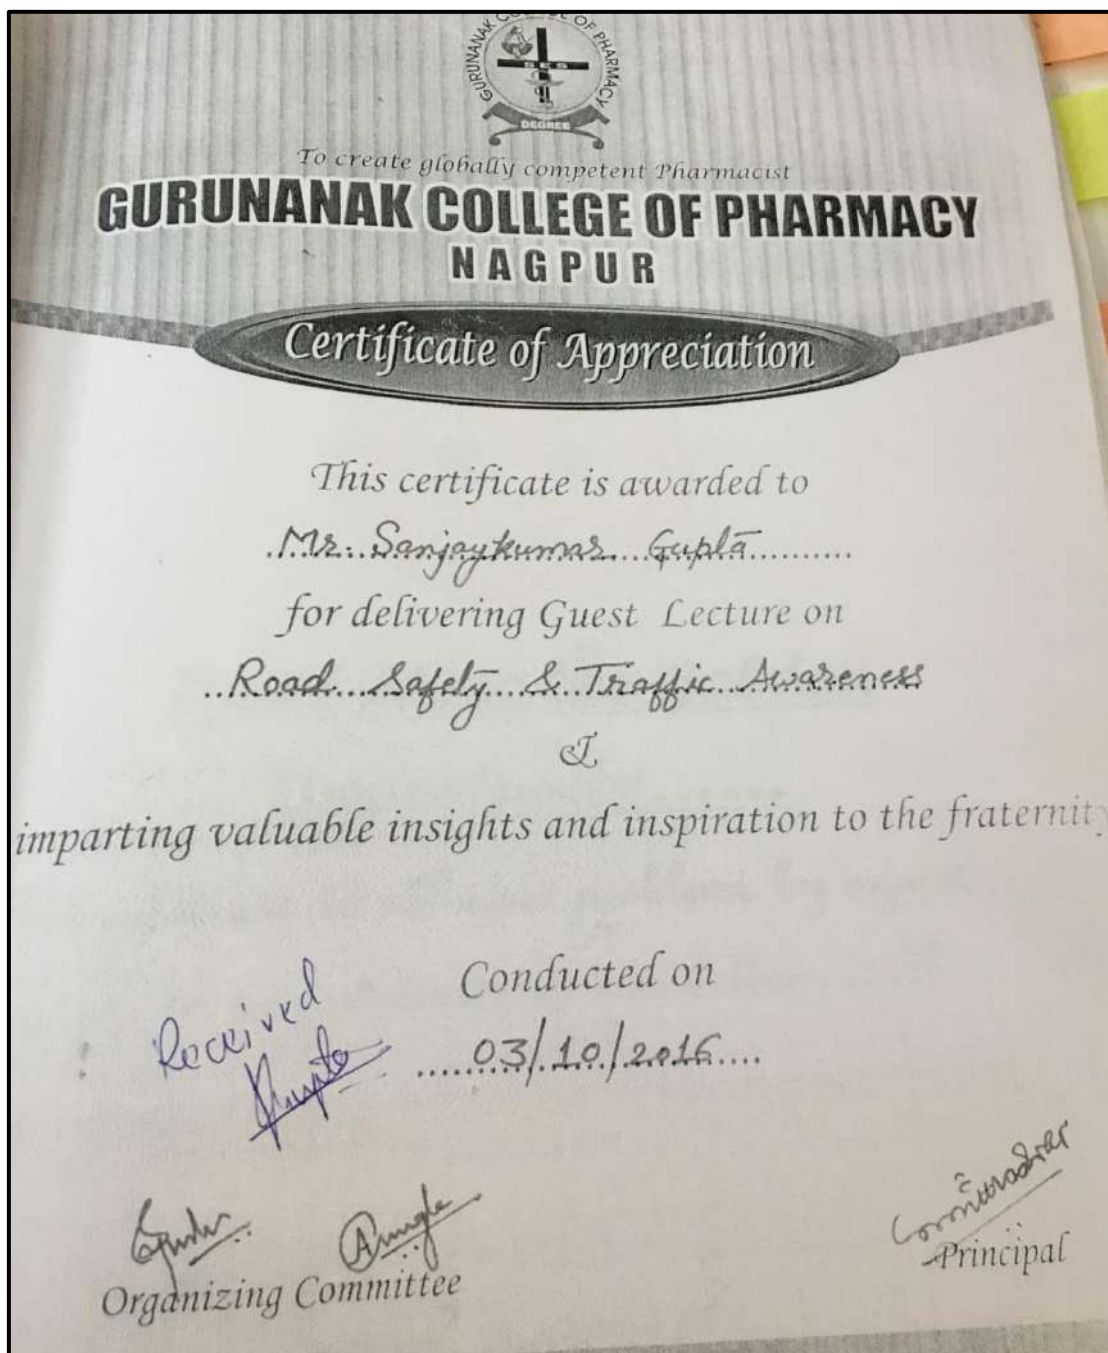 GURUNANAK COLLEGE OF PHARMACY
SES
DEGREE
To create globally competent Pharmacist
GURUNANAK COLLEGE OF PHARMACY
NAGPUR
Certificate of Appreciation
This certificate is awarded to
Mr. Sanjaykumar Gupta
for delivering Guest Lecture on
Road Safety & Traffic Awareness
&
imparting valuable insights and inspiration to the fraternity
Conducted on
Received
03/10/2016
Organizing Committee
Principal